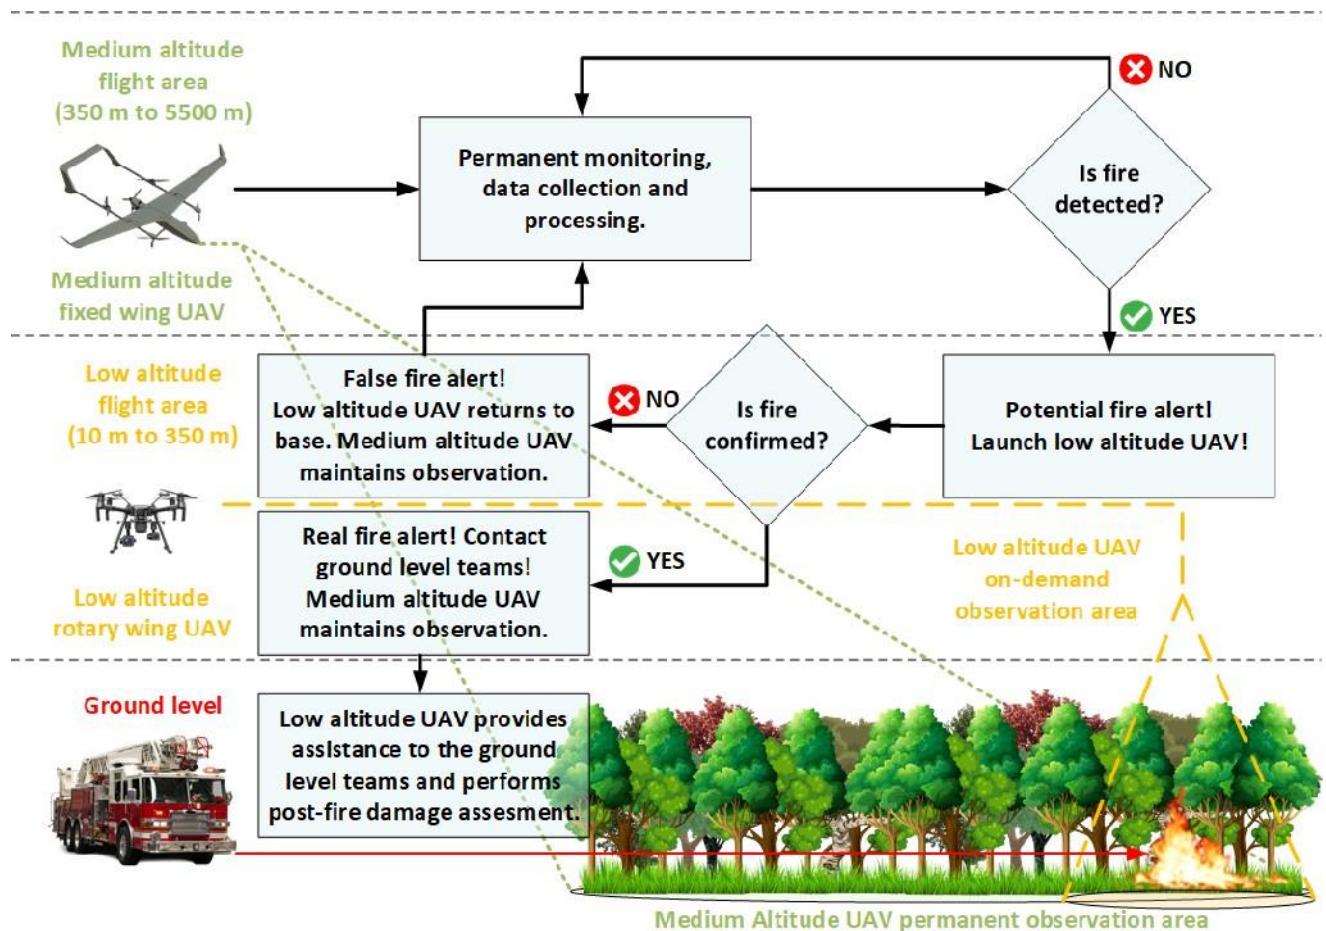 Medium altitude
flight area
(350 m to 5500 m)
Medium altitude
fixed wing UAV
Permanent monitoring,
data collection and
processing.
NO
Is fire
detected?
YES
Low altitude
flight area
(10 m to 350 m)
Low altitude
rotary wing UAV
False fire alert!
Low altitude UAV returns to
base. Medium altitude UAV
maintains observation.
NO
Is fire
confirmed?
Potential fire alert!
Launch low altitude UAV!
Real fire alert! Contact
ground level teams!
Medium altitude UAV
maintains observation.
YES
Low altitude UAV
on-demand
observation area
Ground level
Low altitude UAV provides
assistance to the ground
level teams and performs
post-fire damage assesment.
Medium Altitude UAV permanent observation area